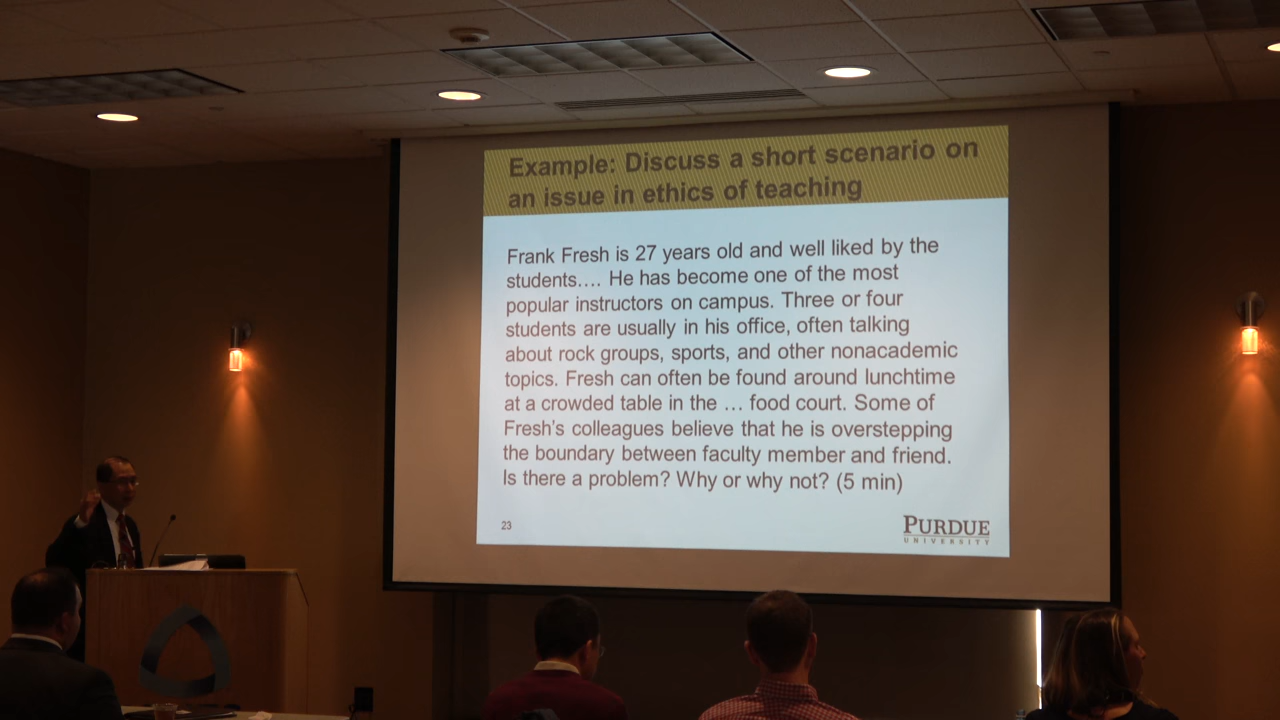 Example: Discuss a short scenario on
an issue in ethics of teaching
Frank Fresh is 27 years old and well liked by the
students…. He has become one of the most
popular instructors on campus. Three or four
students are usually in his office, often talking
about rock groups, sports, and other nonacademic
topics. Fresh can often be found around lunchtime
at a crowded table in the … food court. Some of
Fresh's colleagues believe that he is overstepping
the boundary between faculty member and friend.
Is there a problem? Why or why not? (5 min)
23
PURDUE
UNIVERSITY